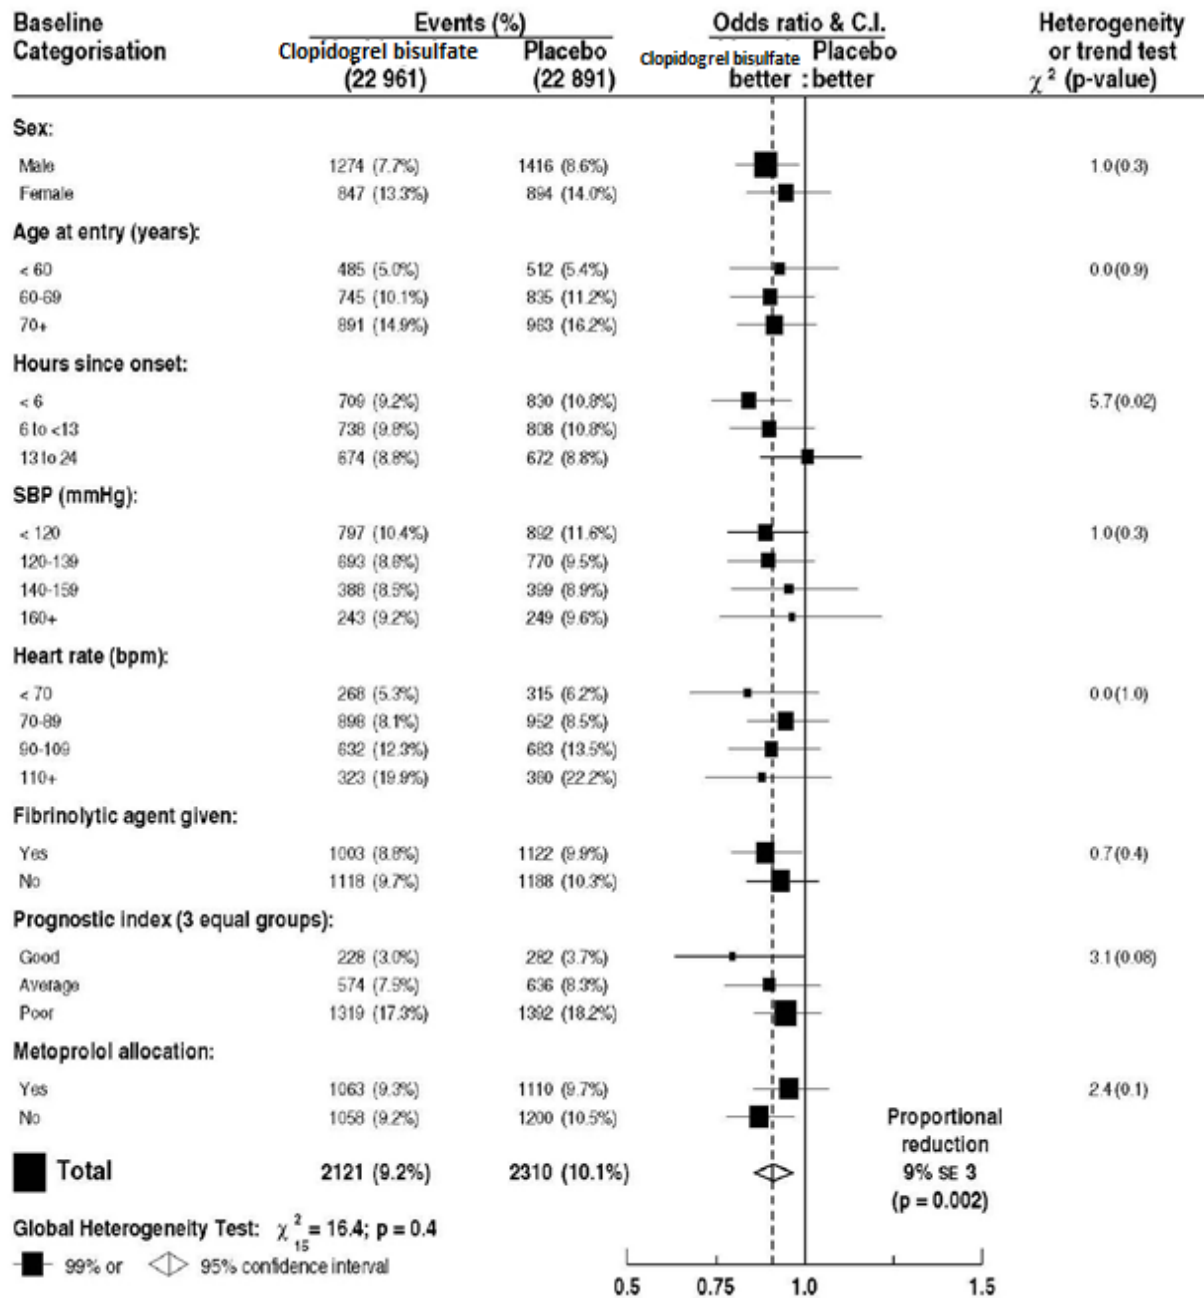 Baseline Events (%) Odds ratio & C.I. Heterogeneity
Categorisation Clopidogrel bisulfate Placebo Clopidogrel bisulfate Placebo or trend test
(22 961) (22 891) better : better χ² (p-value)
Sex:
Male 1274 (7.7%) 1416 (8.6%) 1.0(0.3)
Female 847 (13.3%) 894 (14.0%)
Age at entry (years):
< 60 485 (5.0%) 512 (5.4%) 0.0(0.9)
60-69 745 (10.1%) 835 (11.2%)
70+ 891 (14.9%) 963 (16.2%)
Hours since onset:
< 6 709 (9.2%) 830 (10.8%) 5.7(0.02)
6 to <13 738 (9.8%) 808 (10.8%)
13 to 24 674 (8.8%) 672 (8.8%)
SBP (mmHg):
< 120 797 (10.4%) 892 (11.6%) 1.0(0.3)
120-139 693 (8.6%) 770 (9.5%)
140-159 388 (8.5%) 399 (8.9%)
160+ 243 (9.2%) 249 (9.6%)
Heart rate (bpm):
< 70 268 (5.3%) 315 (6.2%) 0.0(1.0)
70-89 898 (8.1%) 952 (8.5%)
90-109 632 (12.3%) 683 (13.5%)
110+ 323 (19.9%) 360 (22.2%)
Fibrinolytic agent given:
Yes 1003 (8.8%) 1122 (9.9%) 0.7(0.4)
No 1118 (9.7%) 1188 (10.3%)
Prognostic index (3 equal groups):
Good 228 (3.0%) 282 (3.7%) 3.1(0.08)
Average 574 (7.5%) 636 (8.3%)
Poor 1319 (17.3%) 1392 (18.2%)
Metoprolol allocation:
Yes 1063 (9.3%) 1110 (9.7%) 2.4(0.1)
No 1058 (9.2%) 1200 (10.5%)
Proportional
reduction
Total 2121 (9.2%) 2310 (10.1%) 9% SE 3
(p = 0.002)
Global Heterogeneity Test: χ²₁₅ = 16.4; p = 0.4
99% or 95% confidence interval
0.5 0.75 1.0 1.5